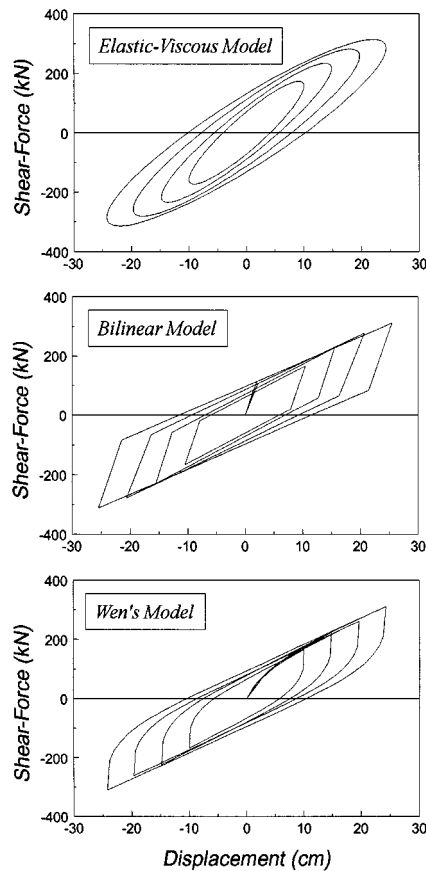 400
Elastic-Viscous Model
200
0
-200
-400
Shear-Force (kN)
-30 -20 -10 0 10 20 30
400
Bilinear Model
200
0
-200
-400
Shear-Force (kN)
-30 -20 -10 0 10 20 30
400
Wen's Model
200
0
-200
-400
Shear-Force (kN)
-30 -20 -10 0 10 20 30
Displacement (cm)